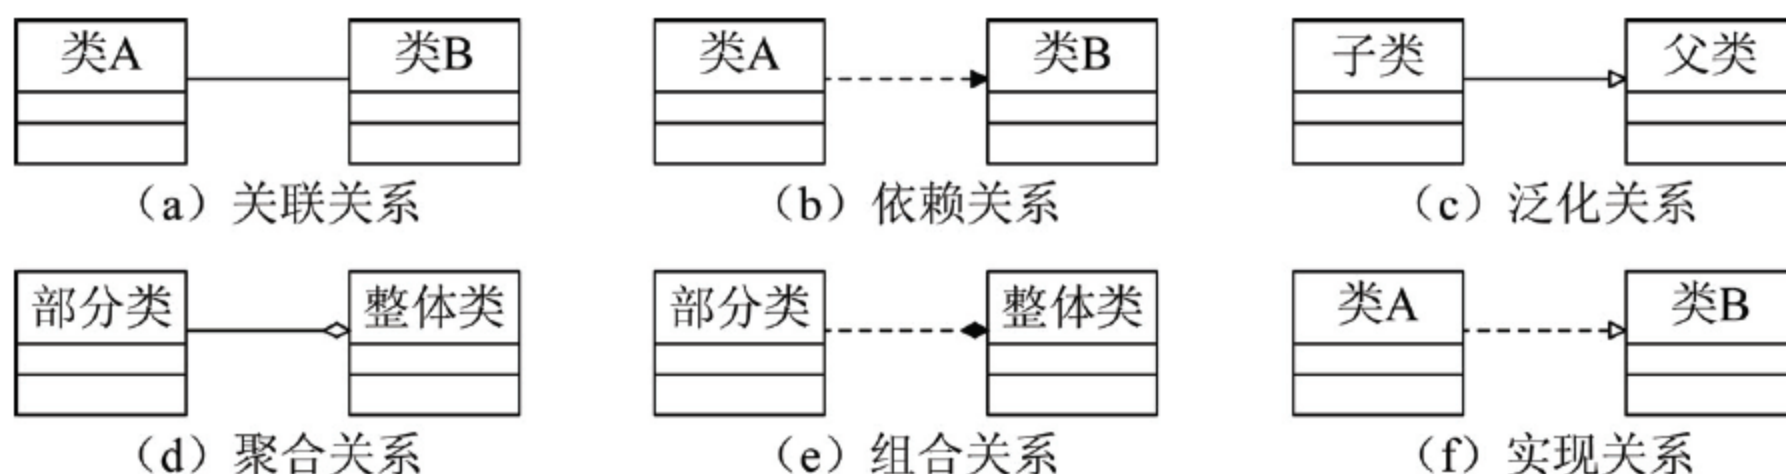 类A 类B 类A 类B 子类 父类
(a)关联关系 (b)依赖关系 (c)泛化关系
部分类 整体类 部分类 整体类 类A 类B
(d)聚合关系 (e)组合关系 (f)实现关系